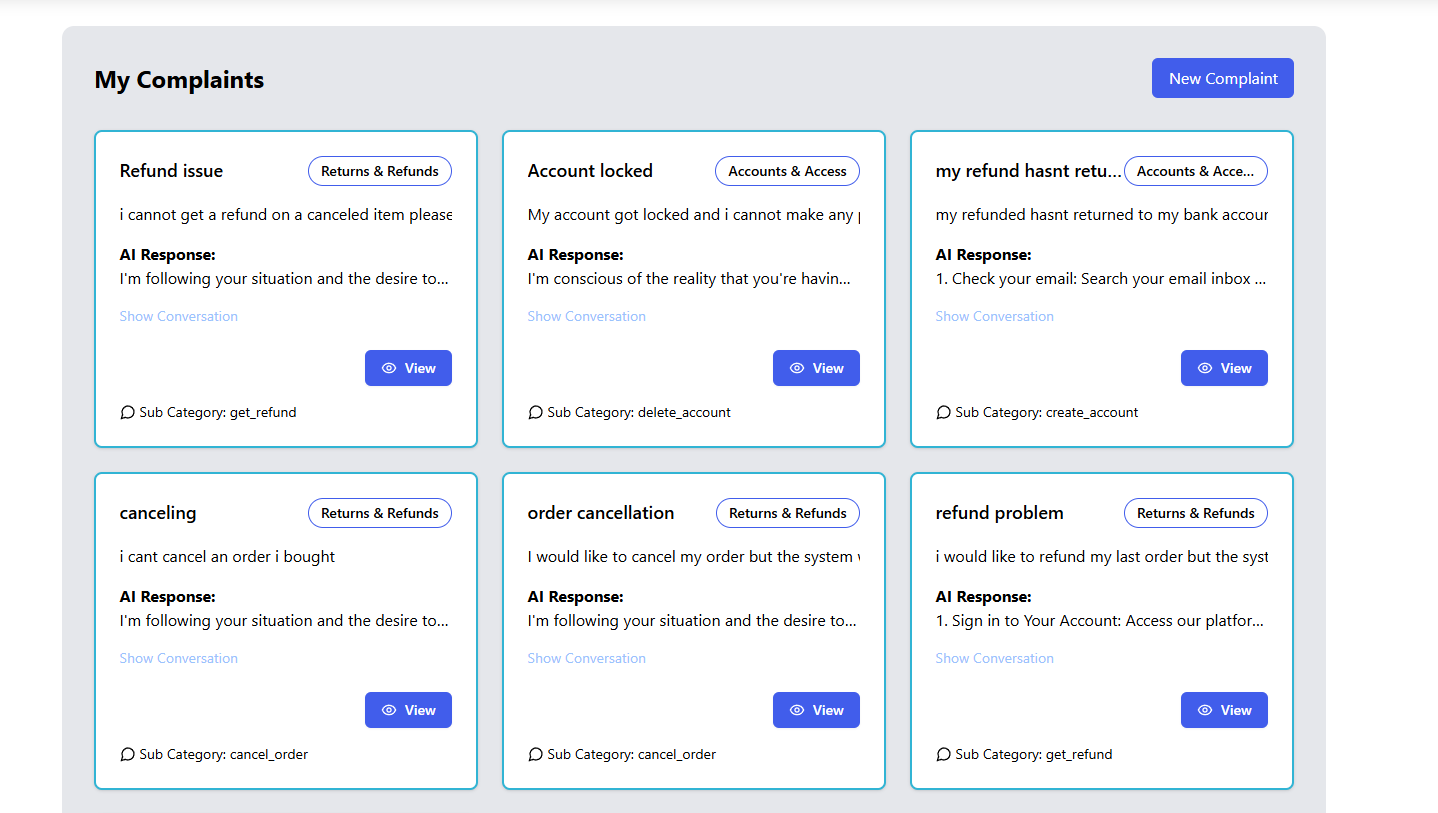 My Complaints
New Complaint
Refund issue
Returns & Refunds
i cannot get a refund on a canceled item please
AI Response:
I'm following your situation and the desire to...
Show Conversation
View
Sub Category: get_refund
Account locked
Accounts & Access
My account got locked and i cannot make any
AI Response:
I'm conscious of the reality that you're havin...
Show Conversation
View
Sub Category: delete_account
my refund hasnt retu...
Accounts & Acce...
my refunded hasnt returned to my bank accour
AI Response:
1. Check your email: Search your email inbox ...
Show Conversation
View
Sub Category: create_account
canceling
Returns & Refunds
i cant cancel an order i bought
AI Response:
I'm following your situation and the desire to...
Show Conversation
View
Sub Category: cancel_order
order cancellation
Returns & Refunds
I would like to cancel my order but the system
AI Response:
I'm following your situation and the desire to...
Show Conversation
View
Sub Category: cancel_order
refund problem
Returns & Refunds
i would like to refund my last order but the syst
AI Response:
1. Sign in to Your Account: Access our platfor...
Show Conversation
View
Sub Category: get_refund